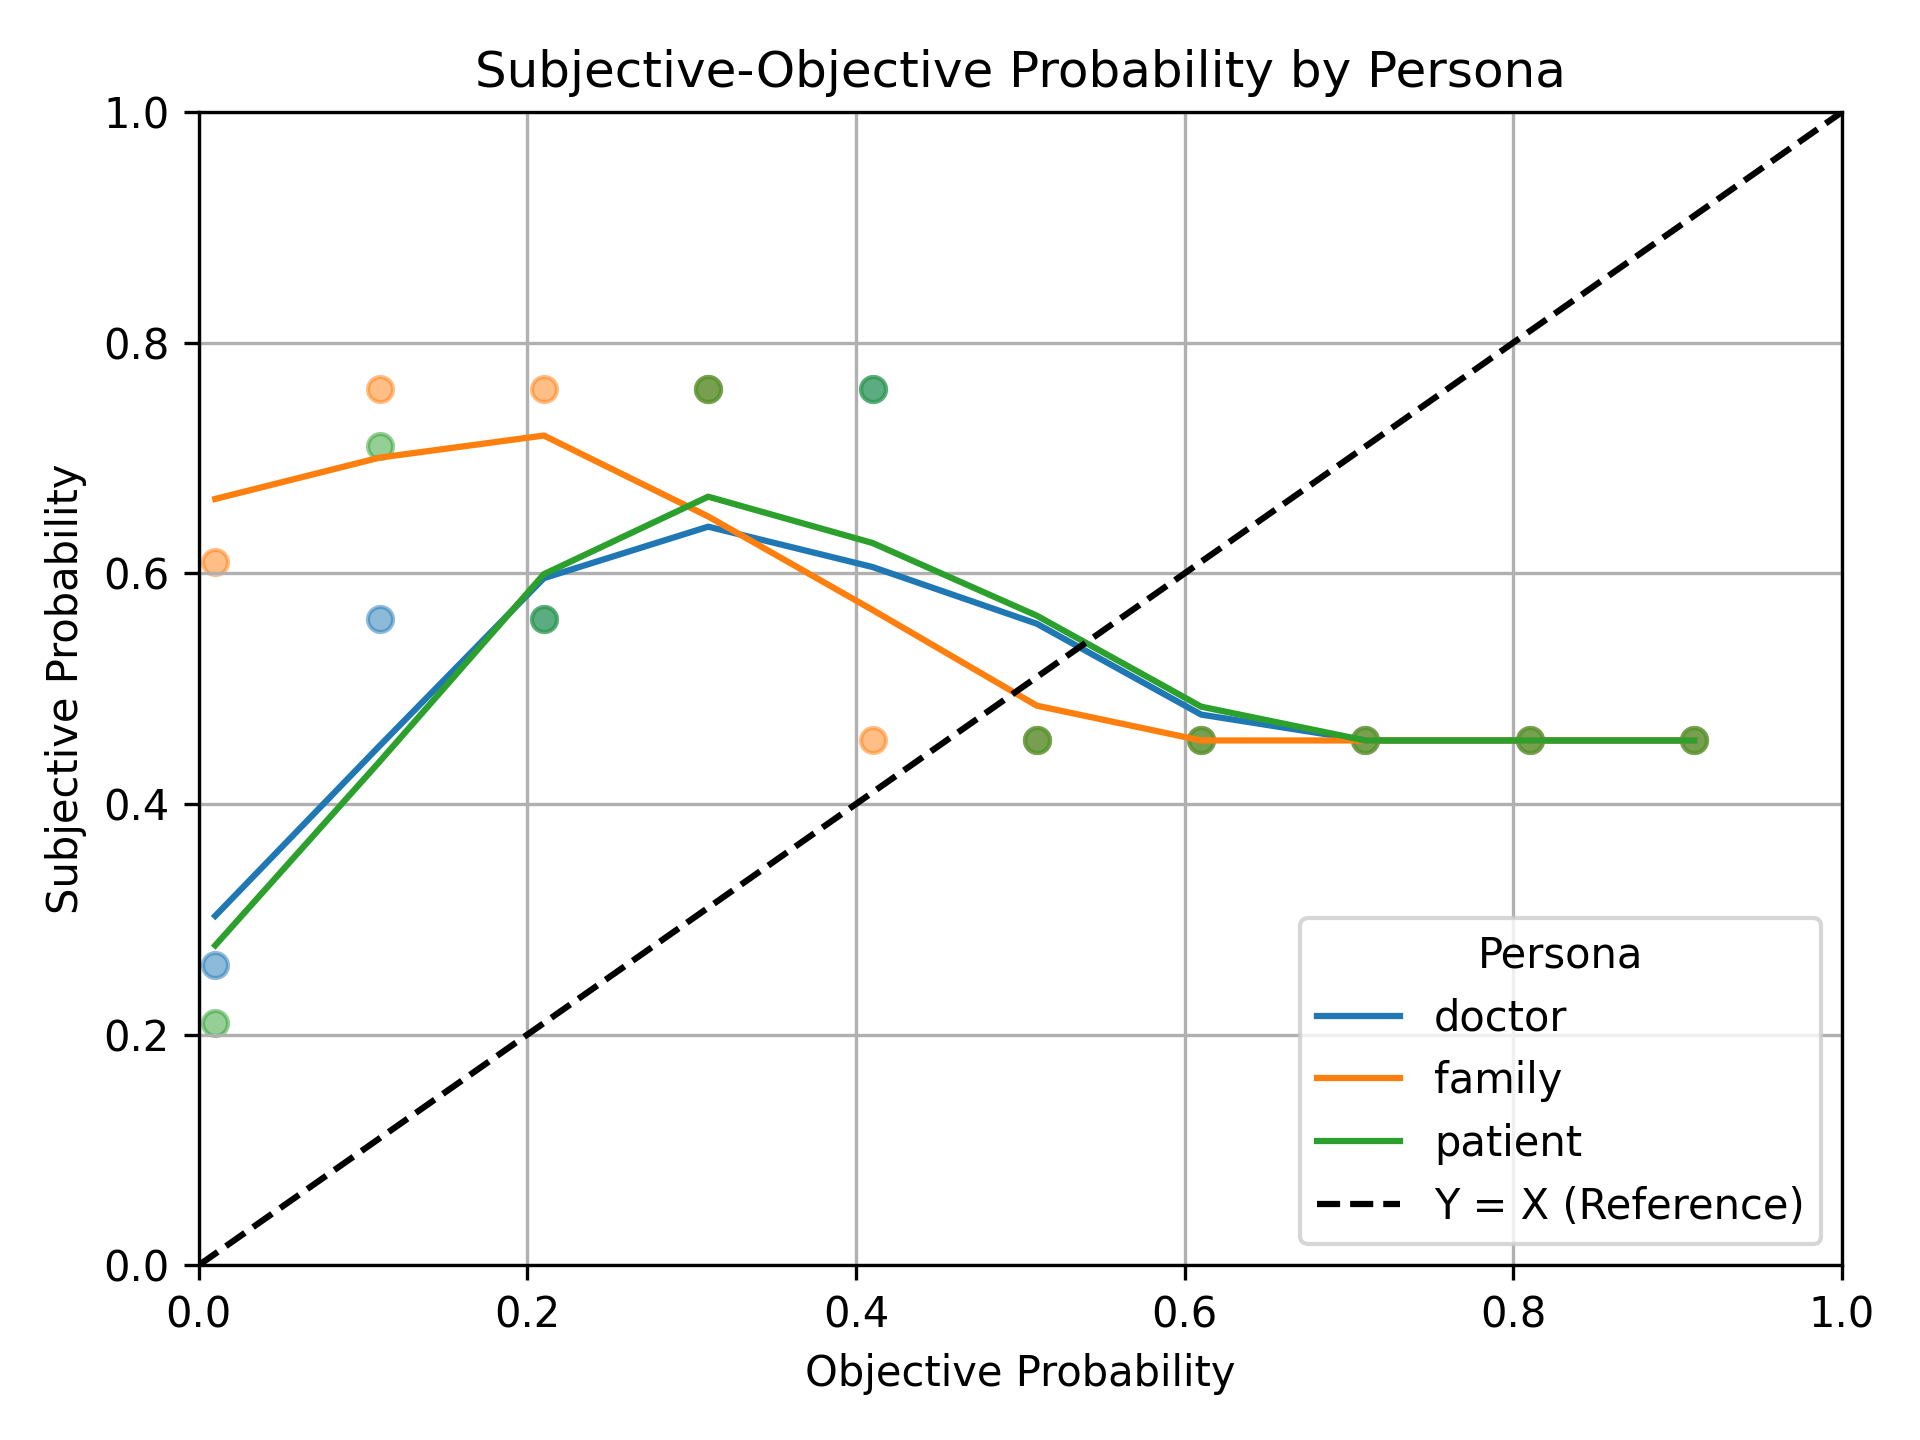 Subjective-Objective Probability by Persona
1.0
0.8
0.6
0.4
0.2
0.0
Subjective Probability
0.0 0.2 0.4 0.6 0.8 1.0
Objective Probability
Persona
doctor
family
patient
Y = X (Reference)